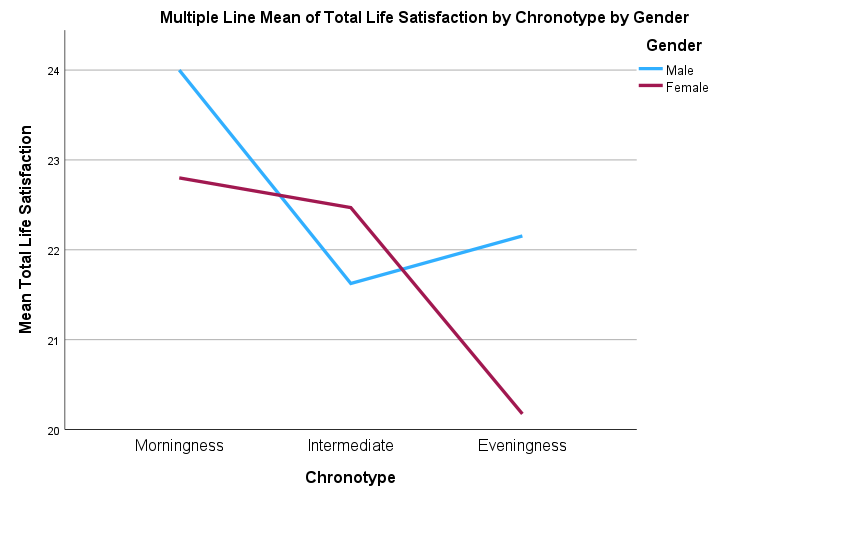 Multiple Line Mean of Total Life Satisfaction by Chronotype by Gender
Gender
Male
Female
Mean Total Life Satisfaction
24
23
22
21
20
Morningness
Intermediate
Eveningness
Chronotype